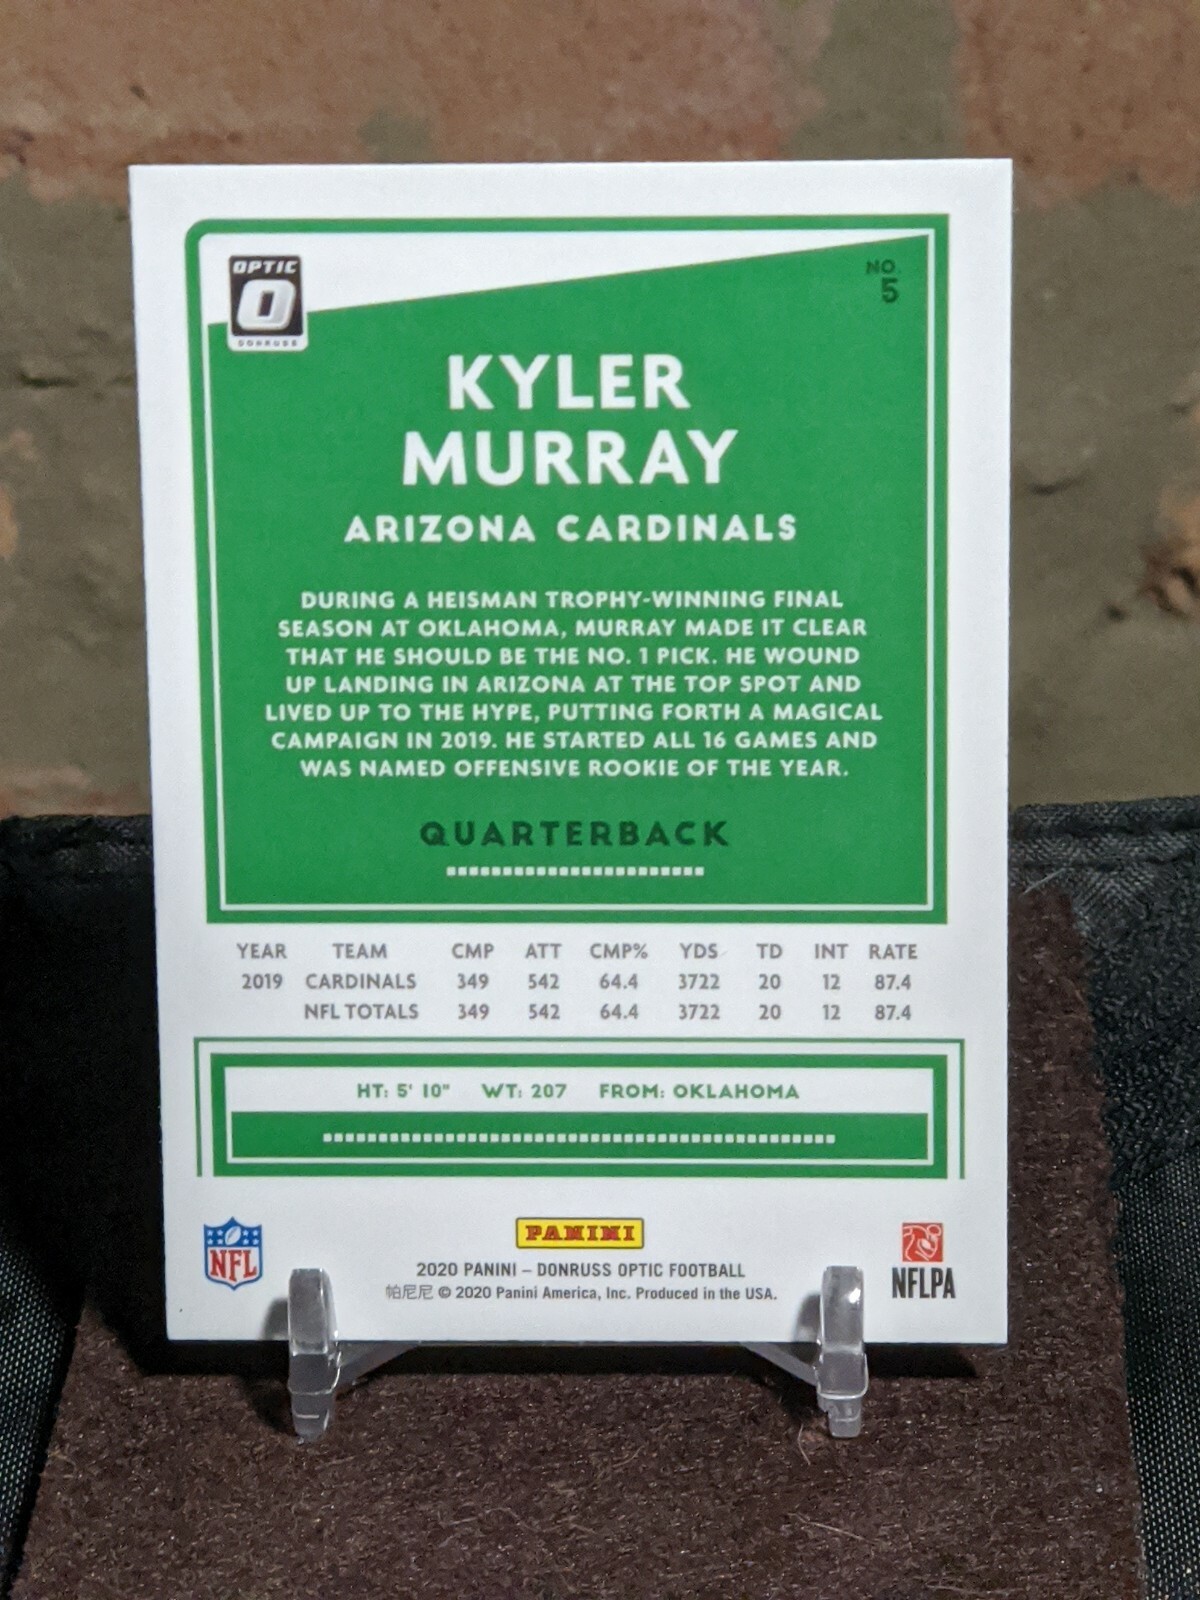 OPTIC
O
DONRUSS
NO.
5
KYLER
MURRAY
ARIZONA CARDINALS
DURING A HEISMAN TROPHY-WINNING FINAL
SEASON AT OKLAHOMA, MURRAY MADE IT CLEAR
THAT HE SHOULD BE THE NO. 1 PICK. HE WOUND
UP LANDING IN ARIZONA AT THE TOP SPOT AND
LIVED UP TO THE HYPE, PUTTING FORTH A MAGICAL
CAMPAIGN IN 2019. HE STARTED ALL 16 GAMES AND
WAS NAMED OFFENSIVE ROOKIE OF THE YEAR.
QUARTERBACK
YEAR TEAM CMP ATT CMP% YDS TD INT RATE
2019 CARDINALS 349 542 64.4 3722 20 12 87.4
NFL TOTALS 349 542 64.4 3722 20 12 87.4
HT: 5' 10" WT: 207 FROM: OKLAHOMA
NFL
PANINI
2020 PANINI – DONRUSS OPTIC FOOTBALL
帕尼尼 © 2020 Panini America, Inc. Produced in the USA.
NFLPA